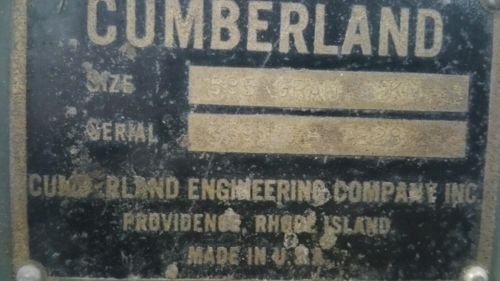 CUMBERLAND
SIZE
SERIAL
CUMBERLAND ENGINEERING COMPANY INC.
PROVIDENCE, RHODE ISLAND
MADE IN U.S.A.